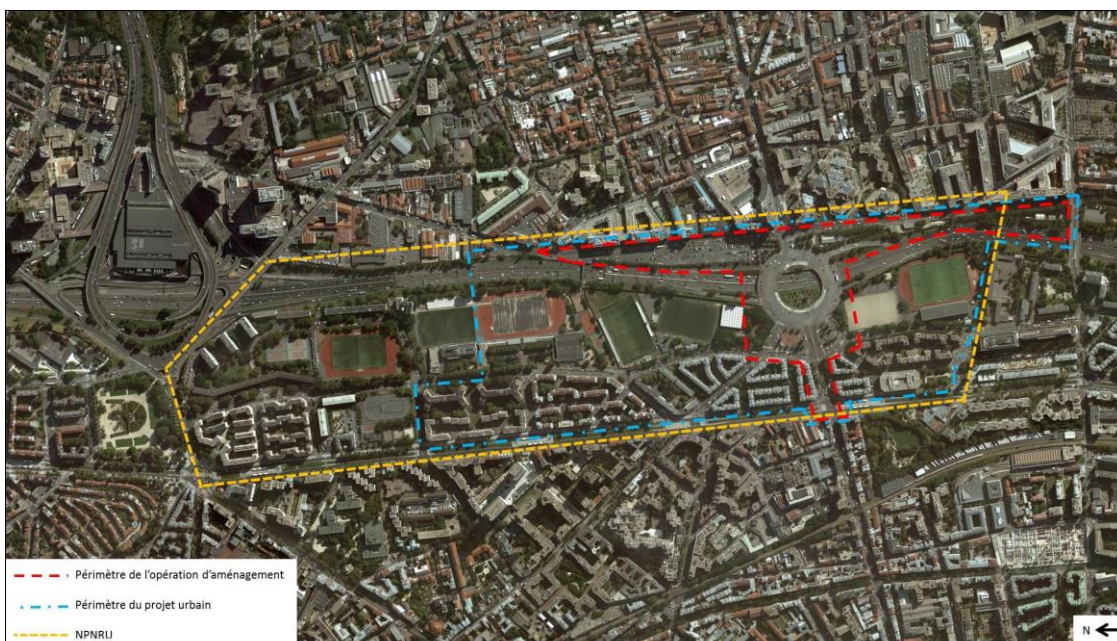 Périmètre de l'opération d'aménagement
Périmètre du projet urbain
NPNRU
N